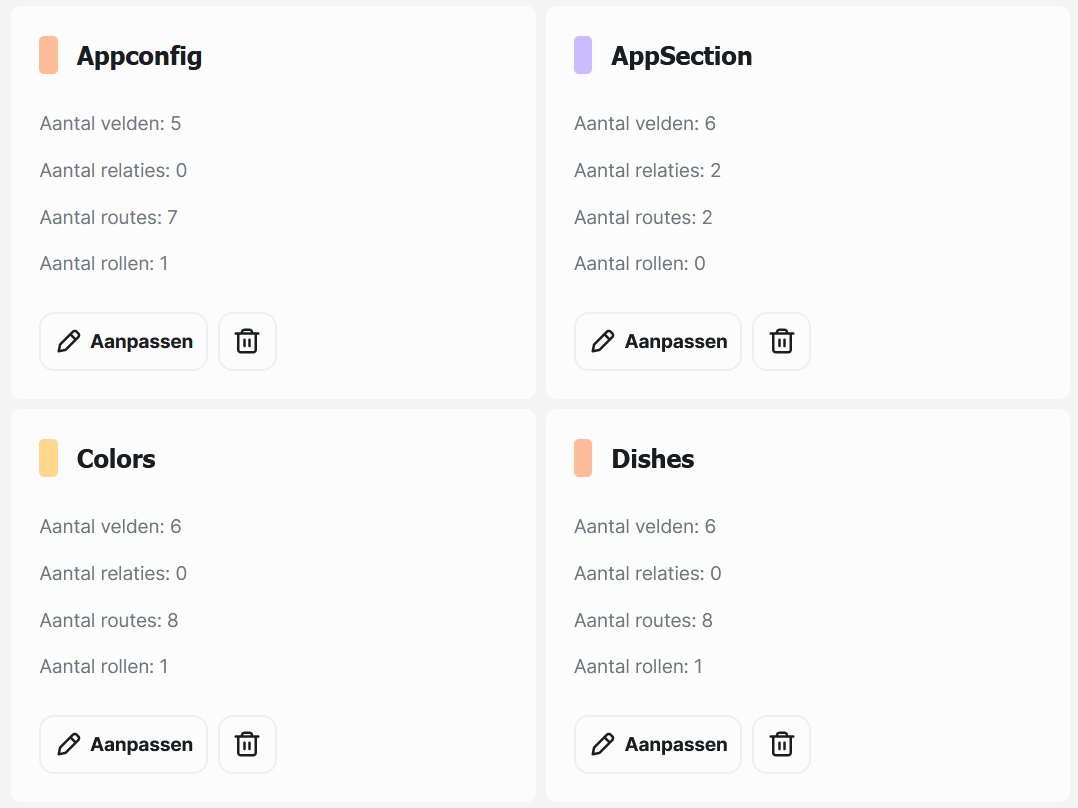 Appconfig
Aantal velden: 5
Aantal relaties: 0
Aantal routes: 7
Aantal rollen: 1
Aanpassen
AppSection
Aantal velden: 6
Aantal relaties: 2
Aantal routes: 2
Aantal rollen: 0
Aanpassen
Colors
Aantal velden: 6
Aantal relaties: 0
Aantal routes: 8
Aantal rollen: 1
Aanpassen
Dishes
Aantal velden: 6
Aantal relaties: 0
Aantal routes: 8
Aantal rollen: 1
Aanpassen